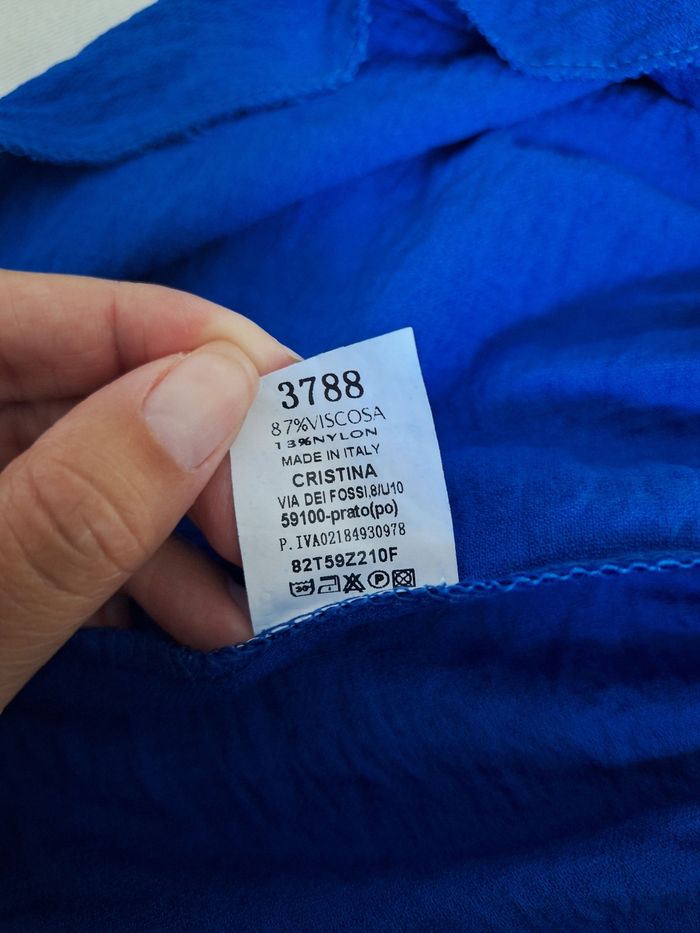 3788
87%VISCOSA
13%NYLON
MADE IN ITALY
CRISTINA
VIA DEI FOSSI.8/U10
59100-prato(po)
P.IVA02184930978
82T59Z210F
30 P